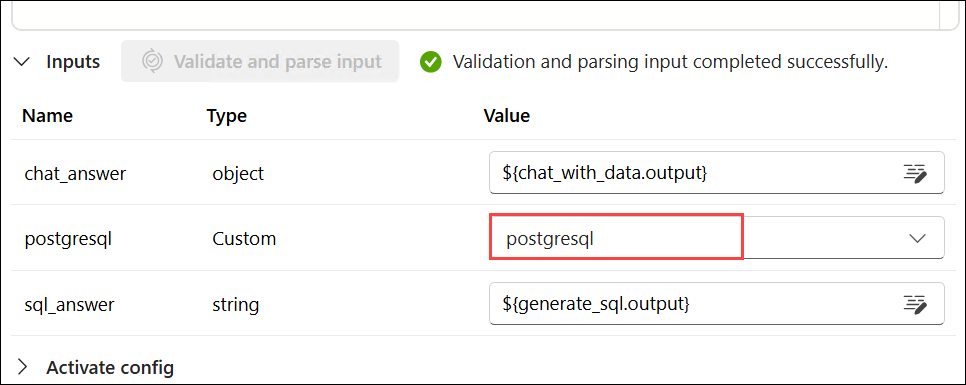 Inputs Validate and parse input Validation and parsing input completed successfully.
Name Type Value
chat_answer object ${chat_with_data.output}
postgresql Custom postgresql
sql_answer string ${generate_sql.output}
Activate config